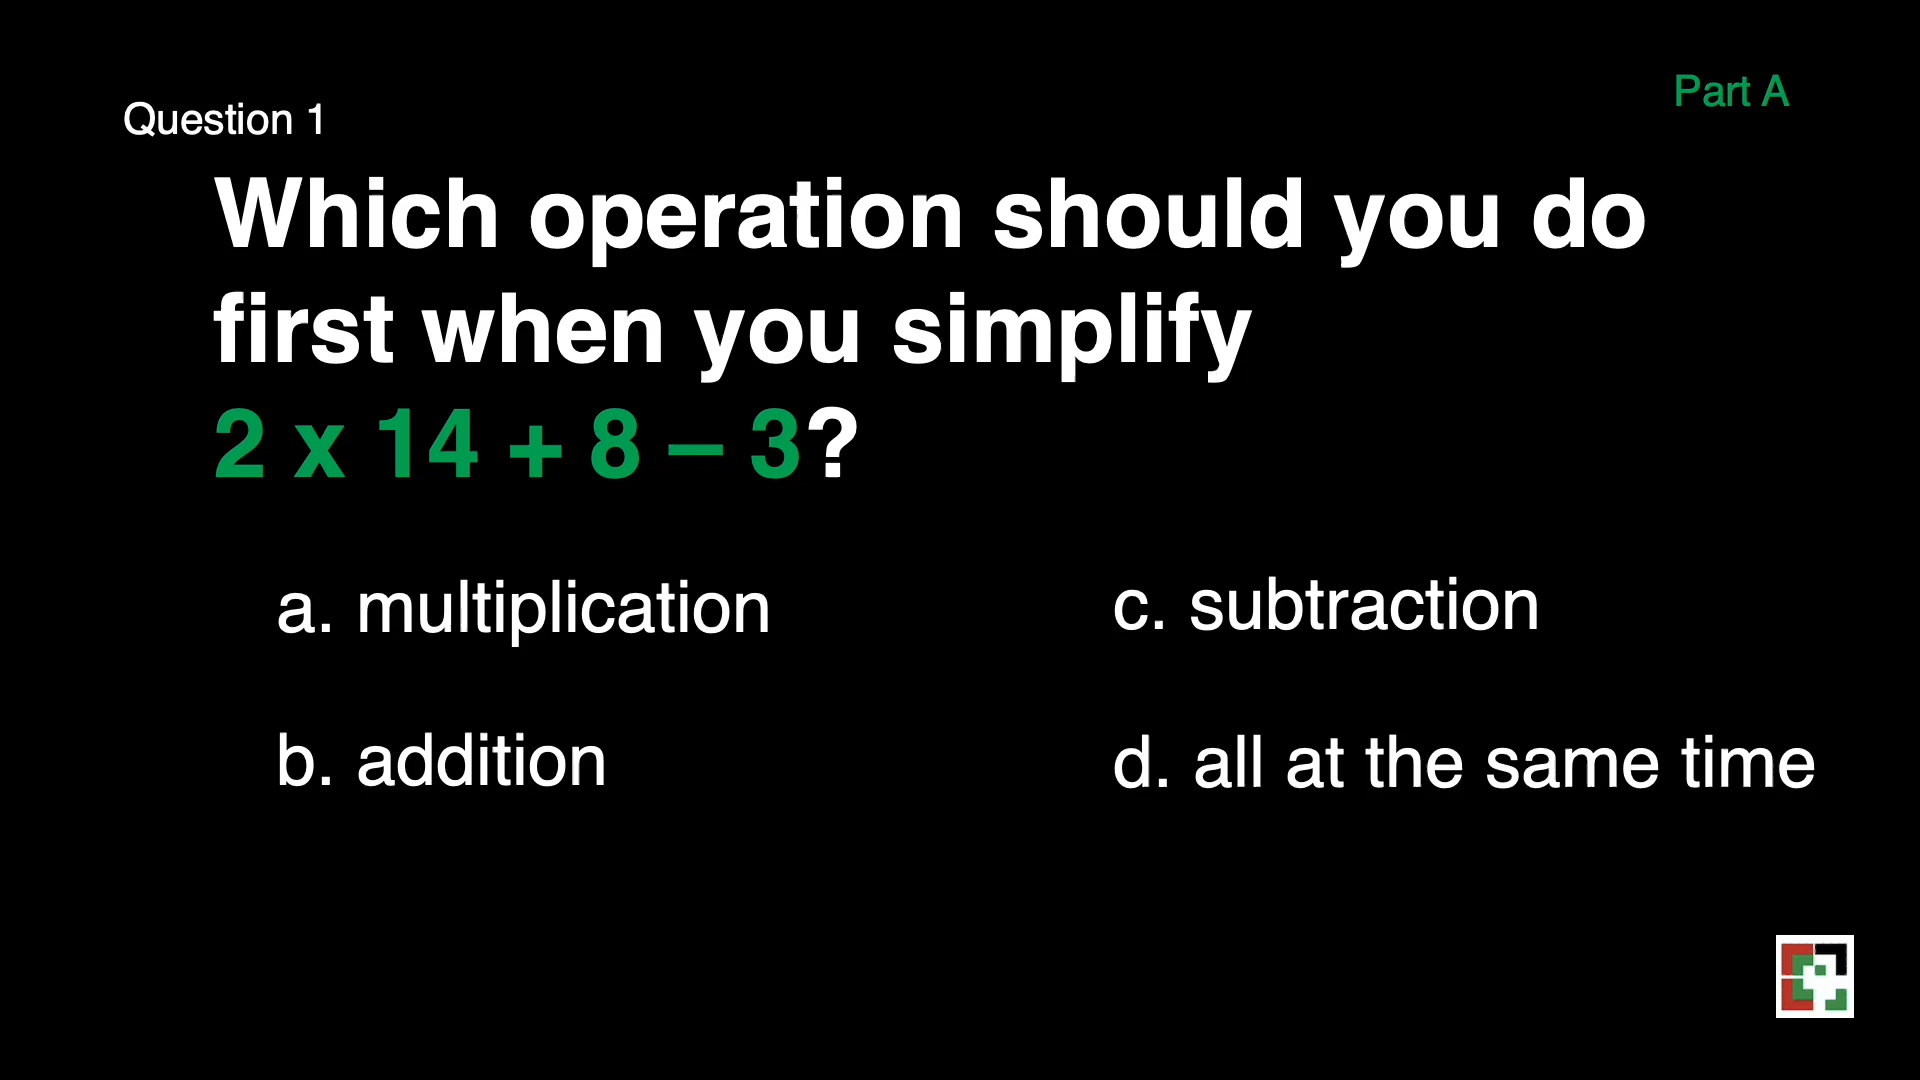 Part A
Question 1
Which operation should you do
first when you simplify
2 x 14 + 8 – 3?
a. multiplication
c. subtraction
b. addition
d. all at the same time